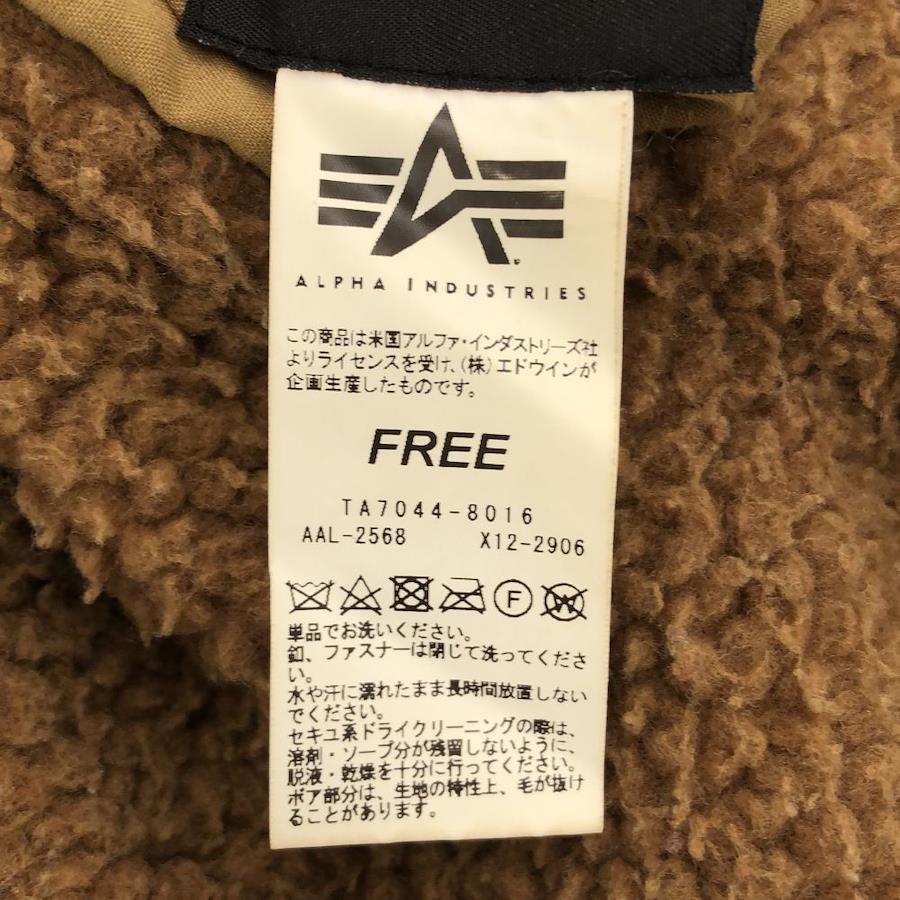 ALPHA INDUSTRIES
この商品は米国アルファ・インダストリーズ社
よりライセンスを受け、(株)エドウインが
企画生産したものです。
FREE
TA7044-8016
AAL-2568 X12-2906
F W
単品でお洗いください。
釦、ファスナーは閉じて洗ってくださ
い。
水や汗に濡れたまま長時間放置しない
でください。
セキユ系ドライクリーニングの際は、
溶剤・ソープ分が残留しないように、
脱液・乾燥を十分に行ってください。
ボア部分は、生地の特性上、毛が抜け
ることがあります。